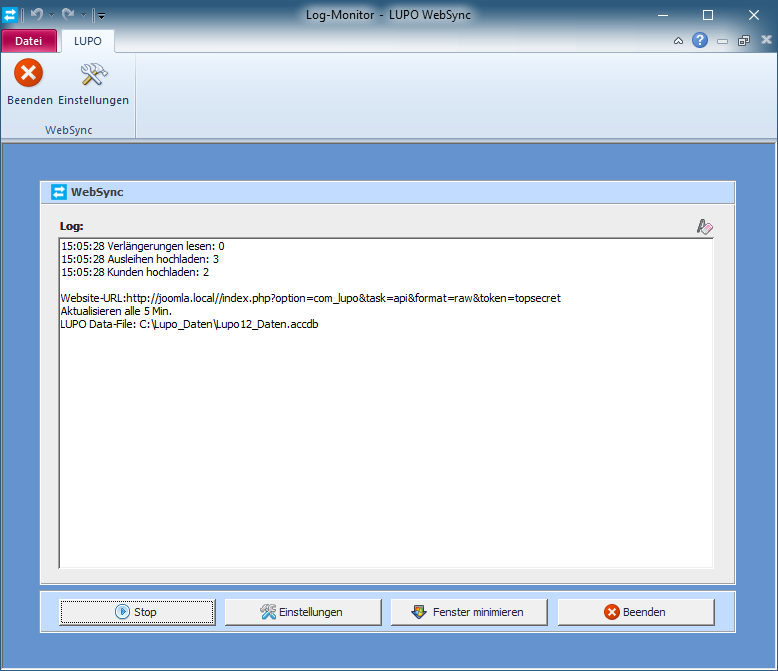 Log-Monitor - LUPO WebSync
Datei LUPO
Beenden Einstellungen
WebSync
WebSync
Log:
15:05:28 Verlängerungen lesen: 0
15:05:28 Ausleihen hochladen: 3
15:05:28 Kunden hochladen: 2
Website-URL:http://joomla.local//index.php?option=com_lupo&task=api&format=raw&token=topsecret
Aktualisieren alle 5 Min.
LUPO Data-File: C:\Lupo_Daten\Lupo12_Daten.accdb
Stop Einstellungen Fenster minimieren Beenden